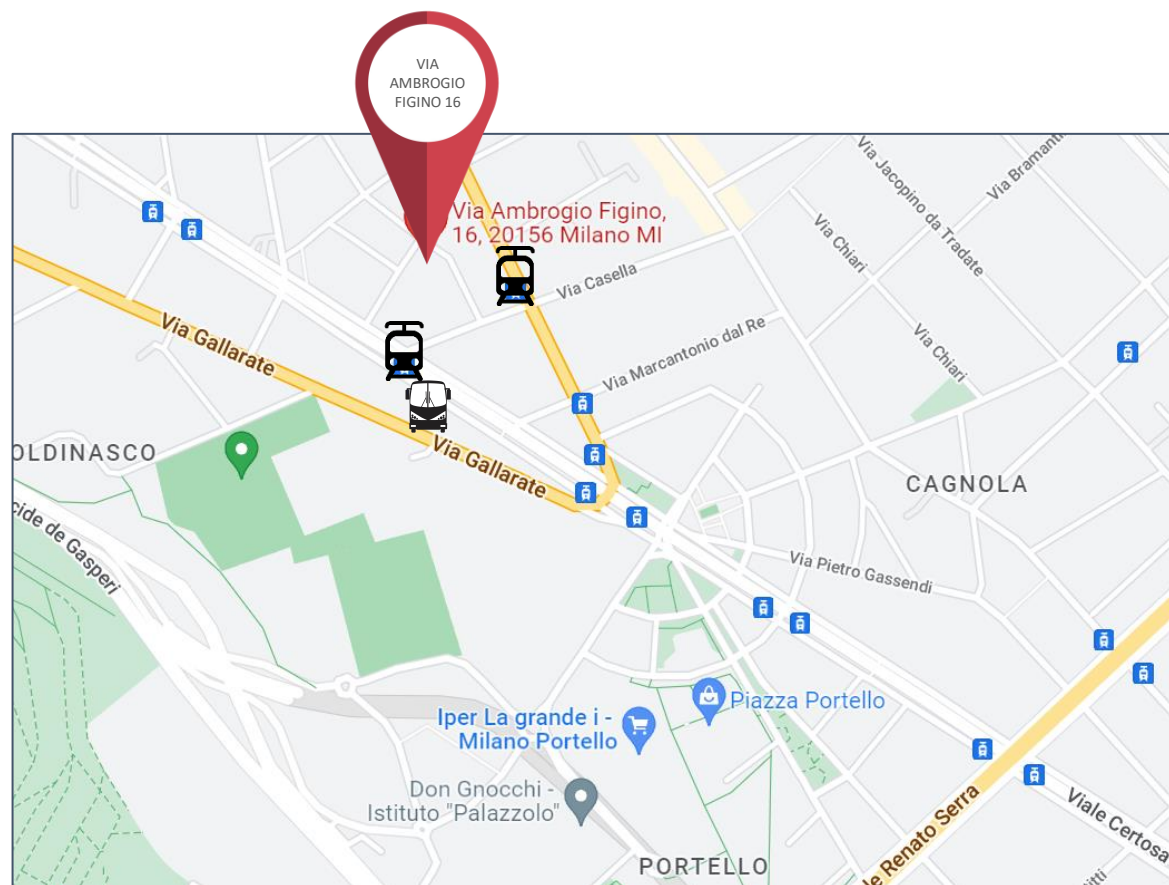 VIA
AMBROGIO
FIGINO 16
Via Ambrogio Figino,
16, 20156 Milano MI
Via Jacopino da Tradate
Via Bramanti
Via Chiari
Via Casella
Via Gallarate
Via Marcantonio dal Re
Via Chiari
OLDINASCO
Via Gallarate
CAGNOLA
cide de Gasperi
Via Pietro Gassendi
Piazza Portello
Iper La grande i -
Milano Portello
Don Gnocchi -
Istituto "Palazzolo"
Viale Certosa
le Renato Serra
PORTELLO
itti